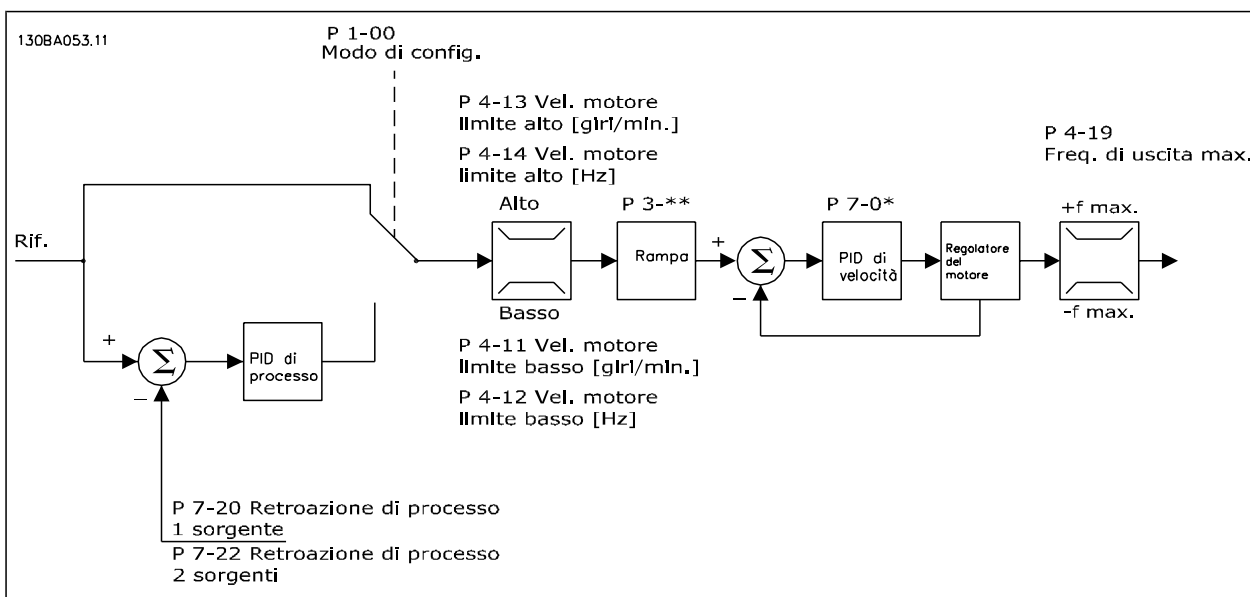 130BA053.11
P 1-00
Modo di config.
P 4-13 Vel. motore
limite alto [giri/min.]
P 4-14 Vel. motore
limite alto [Hz]
P 4-19
Freq. di uscita max.
Alto
P 3-**
P 7-0*
+f max.
Rif.
+
Rampa
+
Σ
PID di
velocità
Regolatore
del
motore
−
Basso
-f max.
+
Σ
PID di
processo
−
P 4-11 Vel. motore
limite basso [giri/min.]
P 4-12 Vel. motore
limite basso [Hz]
P 7-20 Retroazione di processo
1 sorgente
P 7-22 Retroazione di processo
2 sorgenti